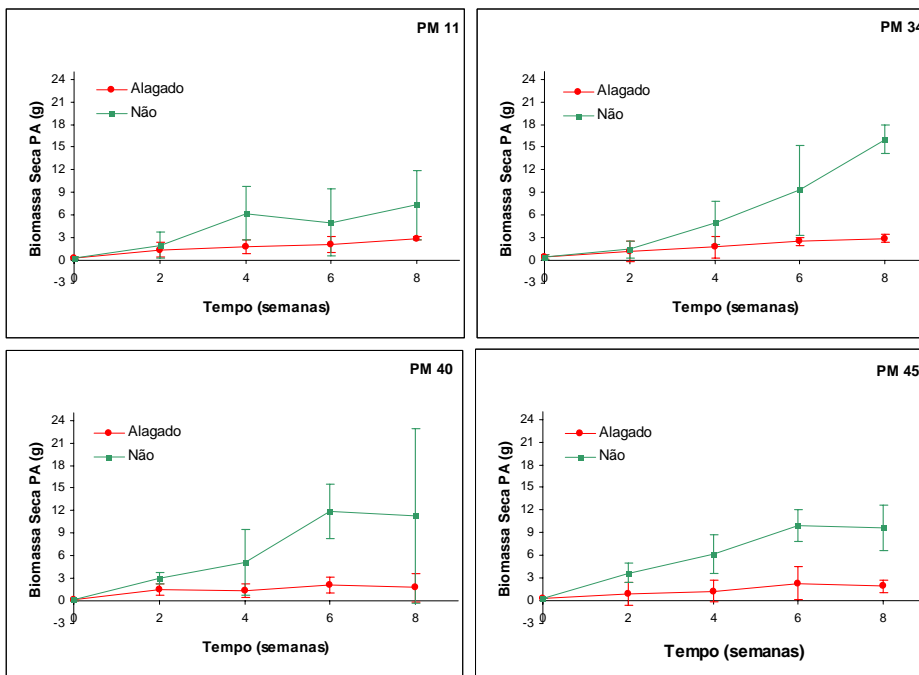 PM 11
Biomassa Seca PA (g)
24
21
18
15
12
9
6
3
0
-3
Alagado
Não
0 2 4 6 8
Tempo (semanas)
PM 34
Biomassa Seca PA (g)
24
21
18
15
12
9
6
3
0
-3
Alagado
Não
0 2 4 6 8
Tempo (semanas)
PM 40
Biomassa Seca PA (g)
24
21
18
15
12
9
6
3
0
-3
Alagado
Não
0 2 4 6 8
Tempo (semanas)
PM 45
Biomassa Seca PA (g)
24
21
18
15
12
9
6
3
0
-3
Alagado
Não
0 2 4 6 8
Tempo (semanas)